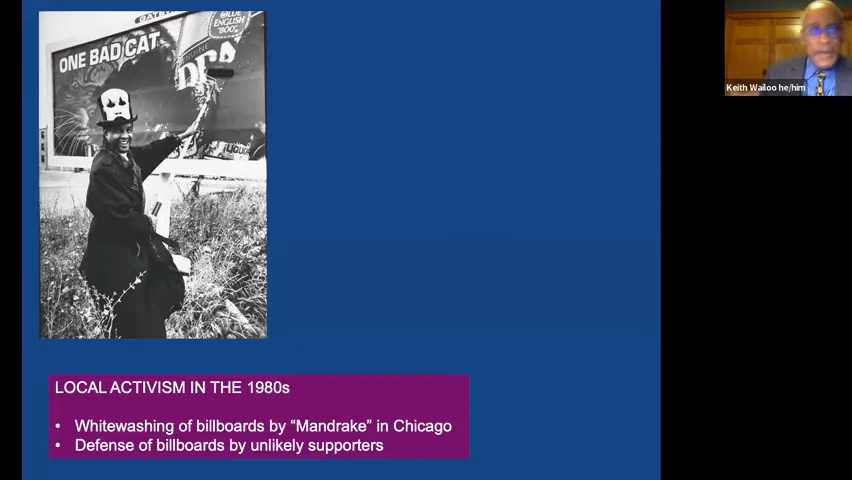 OLDE
ENGLISH
"800"
ONE BAD CAT
GENUINE
LOCAL ACTIVISM IN THE 1980s
• Whitewashing of billboards by “Mandrake” in Chicago
• Defense of billboards by unlikely supporters
Keith Wailoo he/him